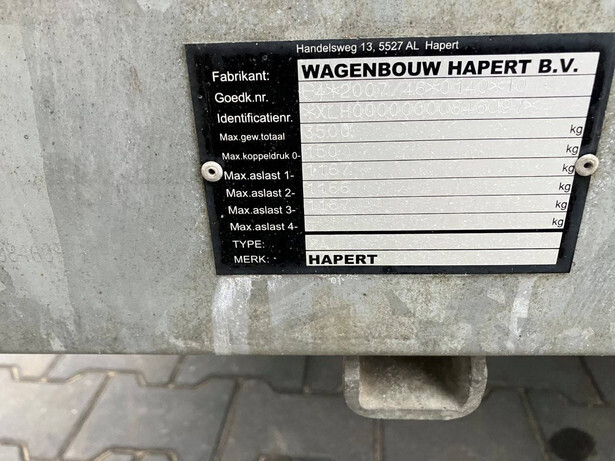 Handelsweg 13, 5527 AL Hapert
Fabrikant: WAGENBOUW HAPERT B.V.
Goedk.nr.
Identificatienr.
Max.gew.totaal 3500 kg
Max.koppeldruk 0- kg
Max.aslast 1- kg
Max.aslast 2- 1166 kg
Max.aslast 3- kg
Max.aslast 4- kg
TYPE:
MERK: HAPERT